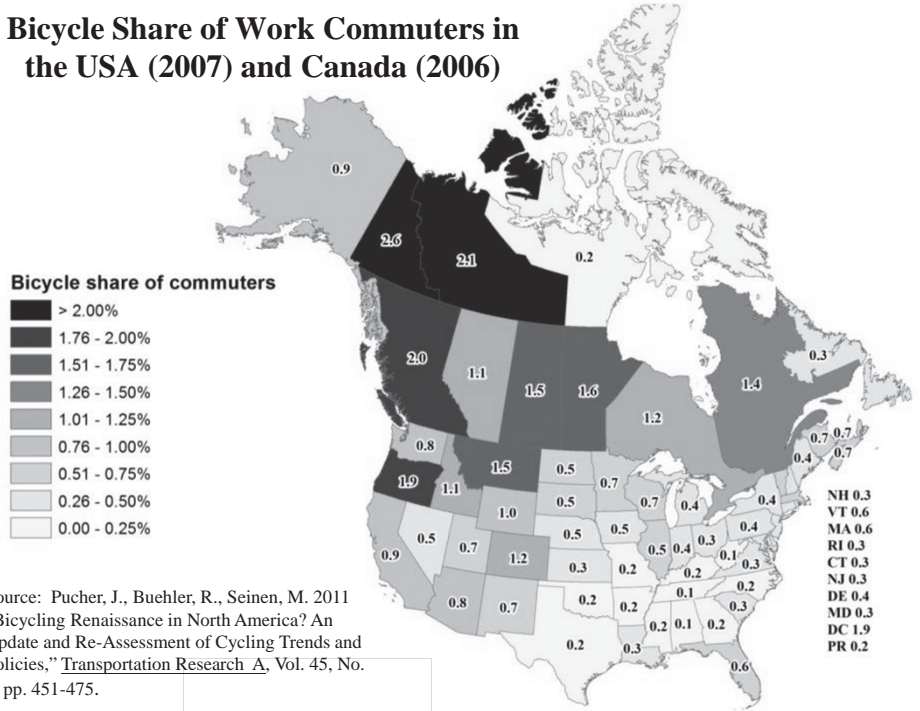 Bicycle Share of Work Commuters in
the USA (2007) and Canada (2006)
0.9
2.6
2.1
0.2
Bicycle share of commuters
> 2.00%
1.76 - 2.00%
1.51 - 1.75%
1.26 - 1.50%
1.01 - 1.25%
0.76 - 1.00%
0.51 - 0.75%
0.26 - 0.50%
0.00 - 0.25%
2.0
1.1
1.5
1.6
1.2
1.4
0.3
0.8
1.5
0.5
0.7
0.7
0.7
0.7
0.4
1.9
1.1
1.0
0.5
0.7
0.4
0.4
0.9
0.5
0.7
1.2
0.5
0.5
0.5
0.4
0.3
0.4
0.1
0.3
0.3
0.2
0.2
0.8
0.7
0.2
0.2
0.1
0.2
0.3
0.2
0.3
0.2
0.1
0.2
0.6
NH 0.3
VT 0.6
MA 0.6
RI 0.3
CT 0.3
NJ 0.3
DE 0.4
MD 0.3
DC 1.9
PR 0.2
ource: Pucher, J., Buehler, R., Seinen, M. 2011
Bicycling Renaissance in North America? An
pdate and Re-Assessment of Cycling Trends and
olicies,” Transportation Research A, Vol. 45, No.
pp. 451-475.